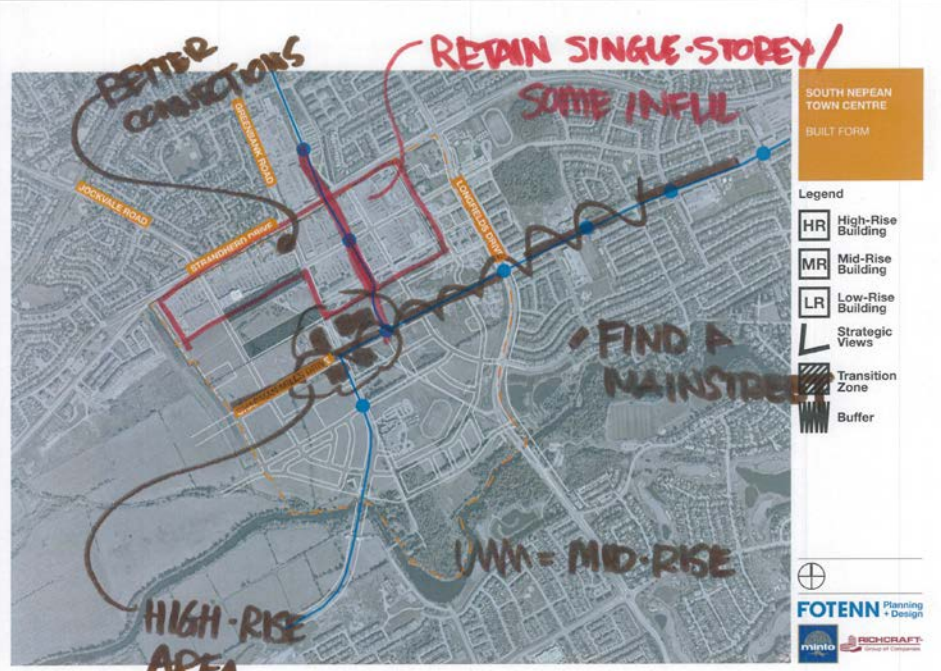 BETTER
CONNECTIONS
RETAIN SINGLE·STOREY/
SOME INFILL
GREENBANK ROAD
JOCKVALE ROAD
STRANDHERD DRIVE
LONGFIELDS DRIVE
· FIND A
MAINSTREET
= MID·RISE
HIGH·RISE
AREA
SOUTH NEPEAN
TOWN CENTRE
BUILT FORM
Legend
HR High-Rise
Building
MR Mid-Rise
Building
LR Low-Rise
Building
Strategic
Views
Transition
Zone
Buffer
FOTENN Planning
+ Design
minto
RICHCRAFT
Group of Companies